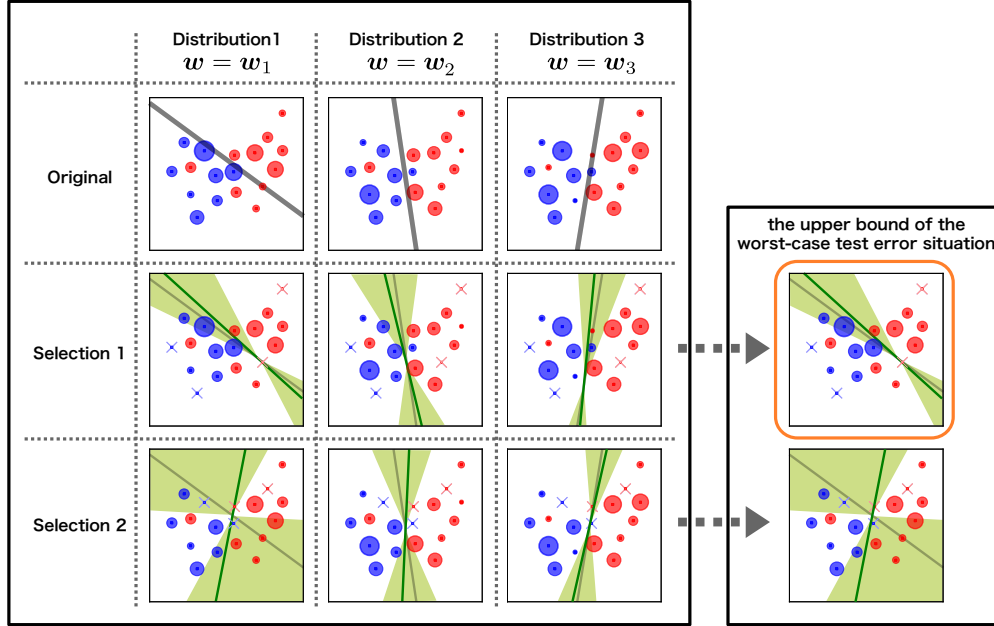 Distribution1
w = w1
Distribution 2
w = w2
Distribution 3
w = w3
Original
Selection 1
Selection 2
the upper bound of the
worst-case test error situation